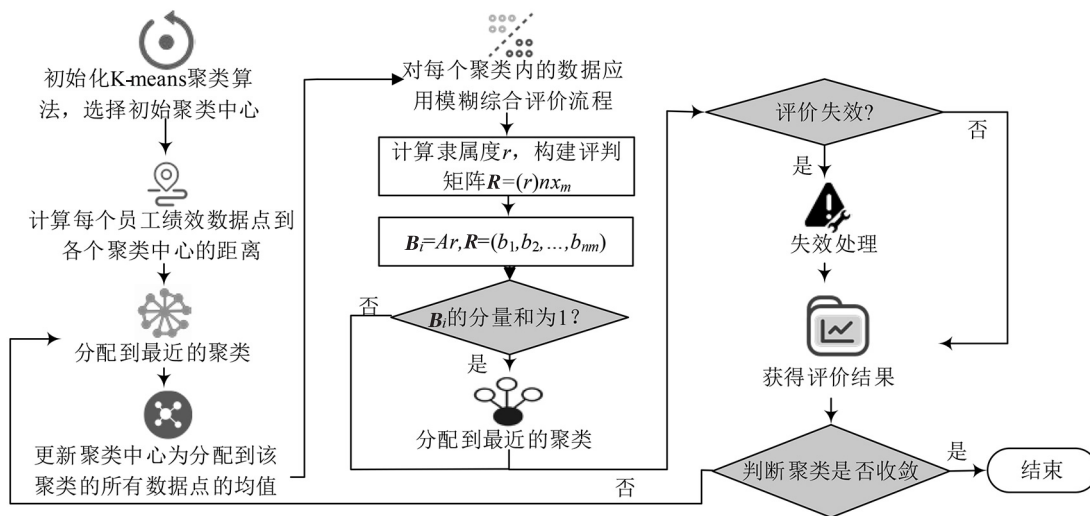 初始化K-means聚类算
法，选择初始聚类中心
计算每个员工绩效数据点到
各个聚类中心的距离
分配到最近的聚类
更新聚类中心为分配到该
聚类的所有数据点的均值
对每个聚类内的数据应
用模糊综合评价流程
计算隶属度r，构建评判
矩阵R=(r)nxₘ
Bᵢ=Ar,R=(b₁,b₂,…,bₙₘ)
否
Bᵢ的分量和为1？
是
分配到最近的聚类
评价失效?
否
是
失效处理
获得评价结果
判断聚类是否收敛
是
结束
否